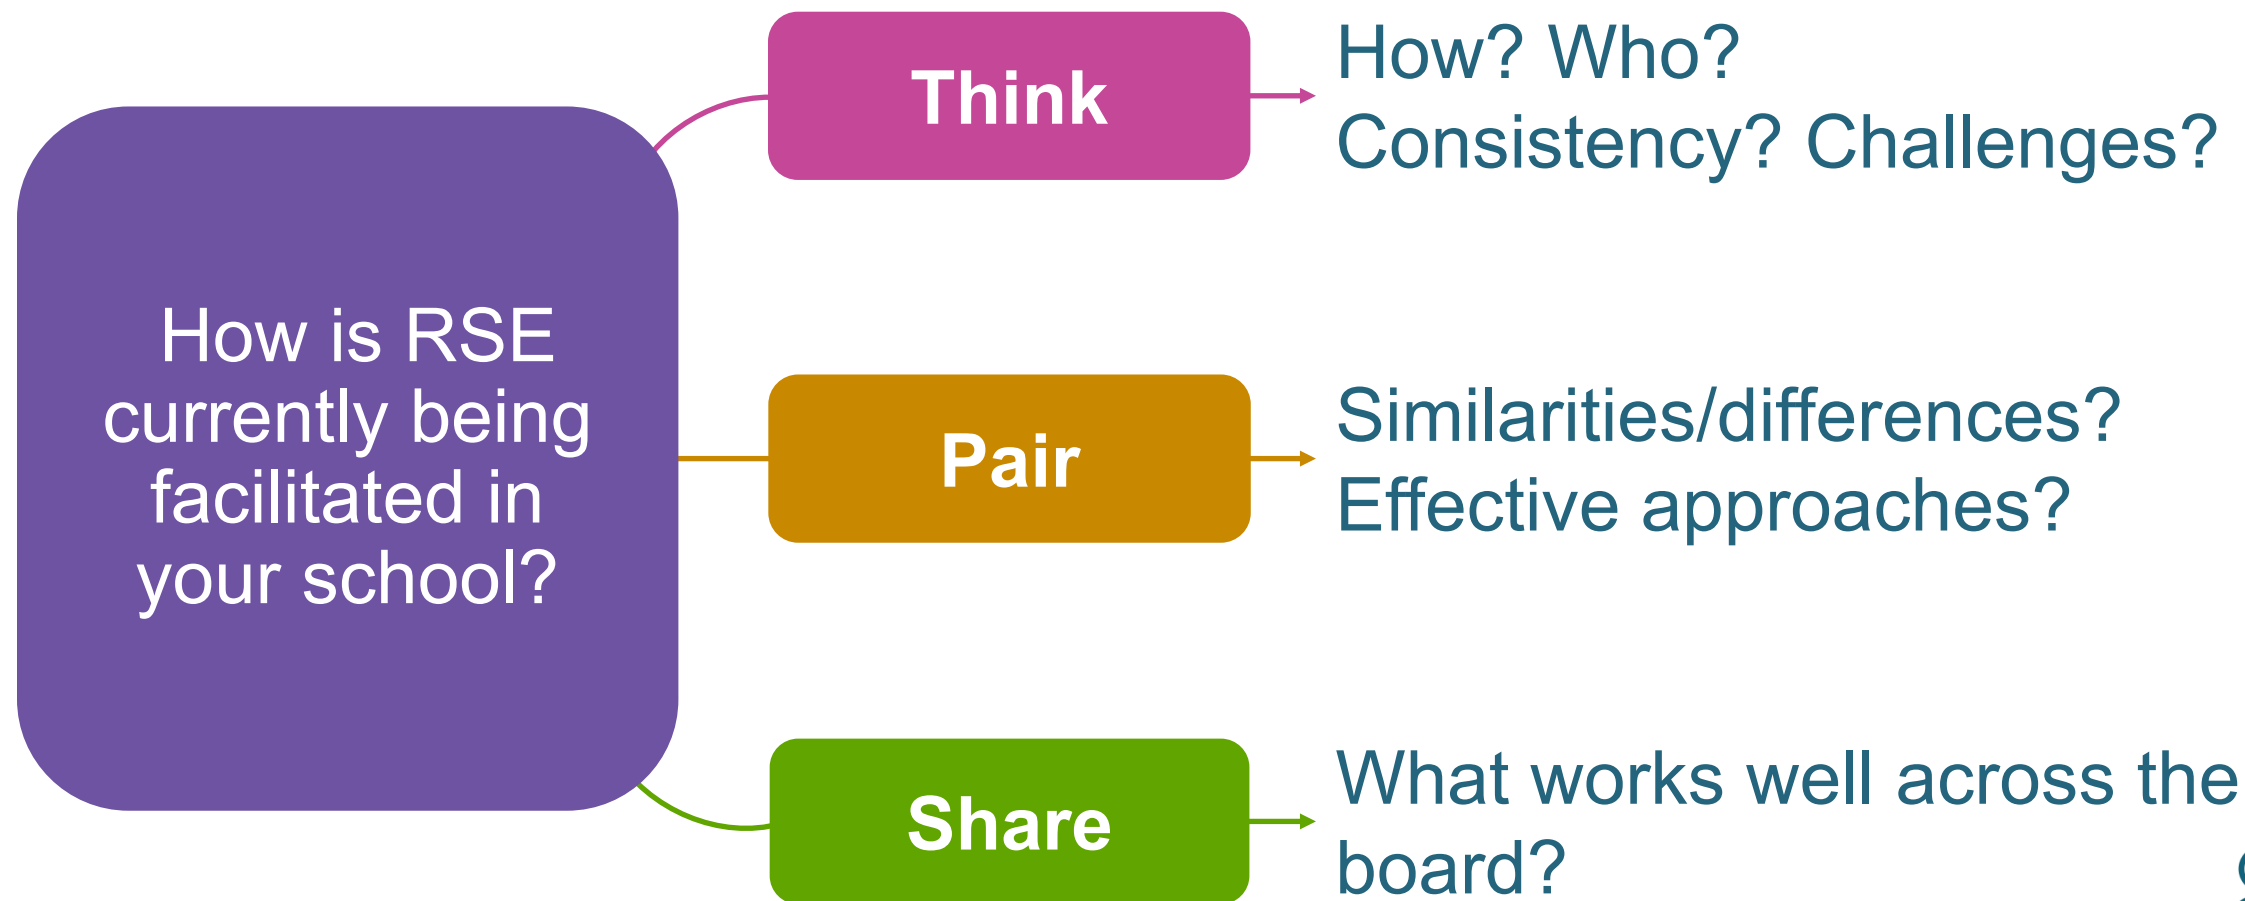 How is RSE
currently being
facilitated in
your school?
Think
How? Who?
Consistency? Challenges?
Pair
Similarities/differences?
Effective approaches?
Share
What works well across the
board?